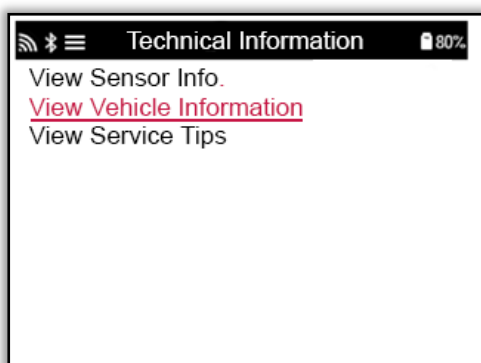 Technical Information 80%
View Sensor Info.
View Vehicle Information
View Service Tips